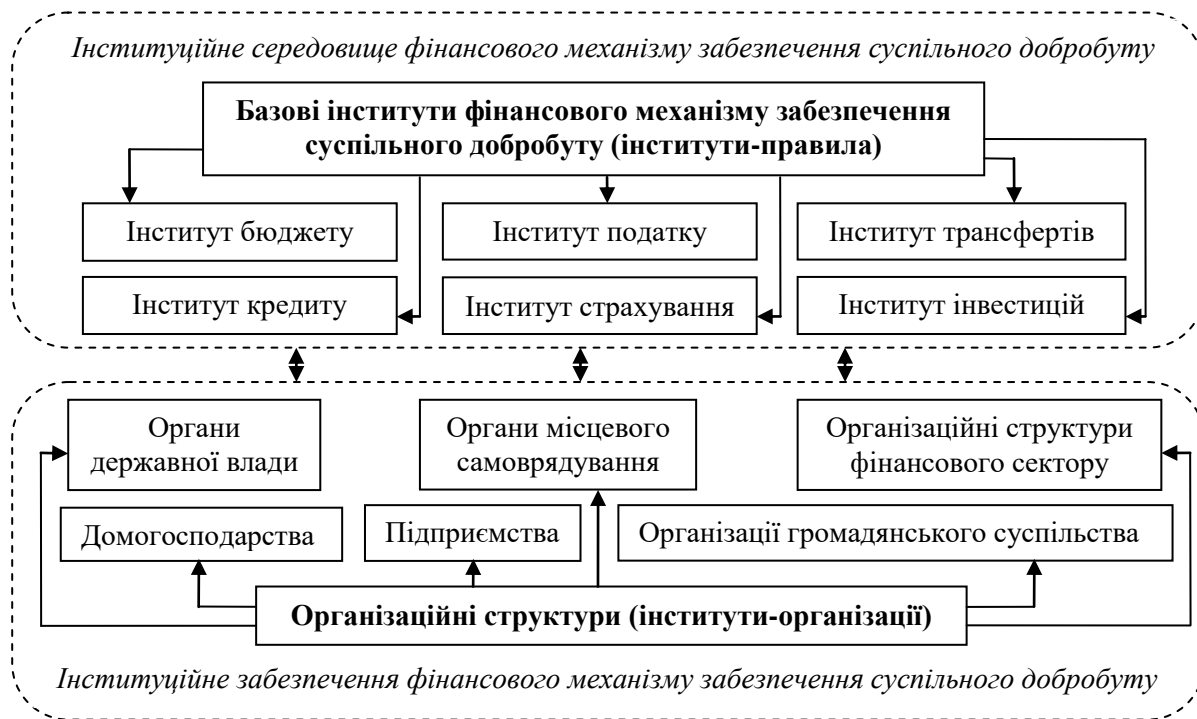 Інституційне середовище фінансового механізму забезпечення суспільного добробуту
Базові інститути фінансового механізму забезпечення
суспільного добробуту (інститути-правила)
Інститут бюджету
Інститут податку
Інститут трансфертів
Інститут кредиту
Інститут страхування
Інститут інвестицій
Органи
державної влади
Органи місцевого
самоврядування
Організаційні структури
фінансового сектору
Домогосподарства
Підприємства
Організації громадянського суспільства
Організаційні структури (інститути-організації)
Інституційне забезпечення фінансового механізму забезпечення суспільного добробуту